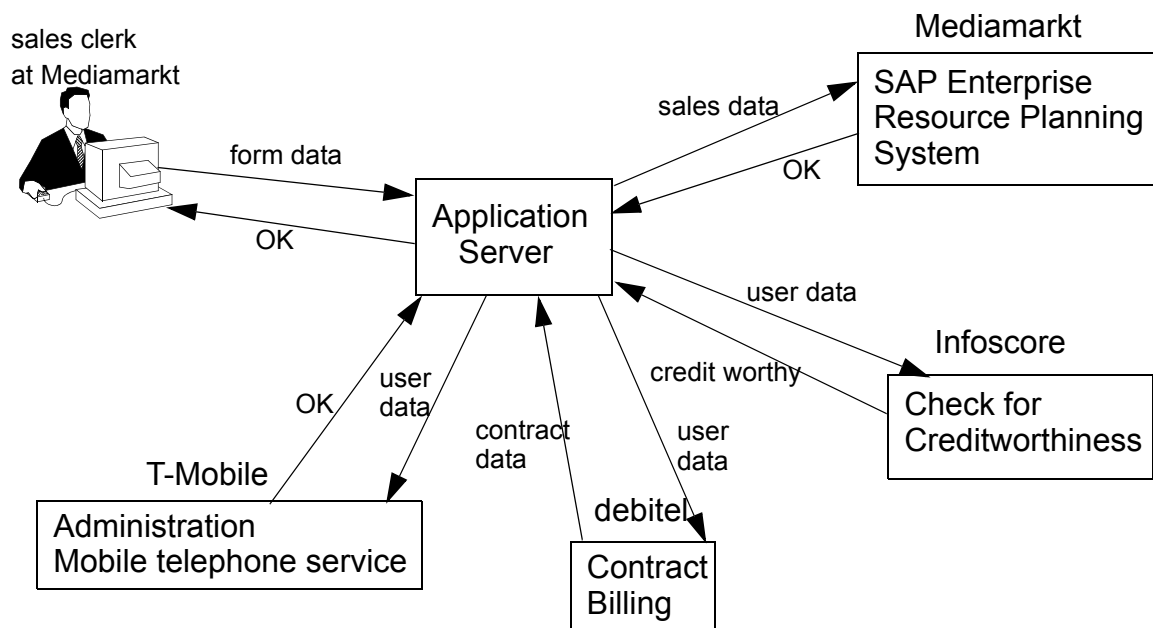 sales clerk
at Mediamarkt
Mediamarkt
SAP Enterprise
Resource Planning
System
sales data
OK
form data
OK
Application
Server
user data
Infoscore
credit worthy
Check for
Creditworthiness
OK
user
data
contract
data
user
data
T-Mobile
Administration
Mobile telephone service
debitel
Contract
Billing